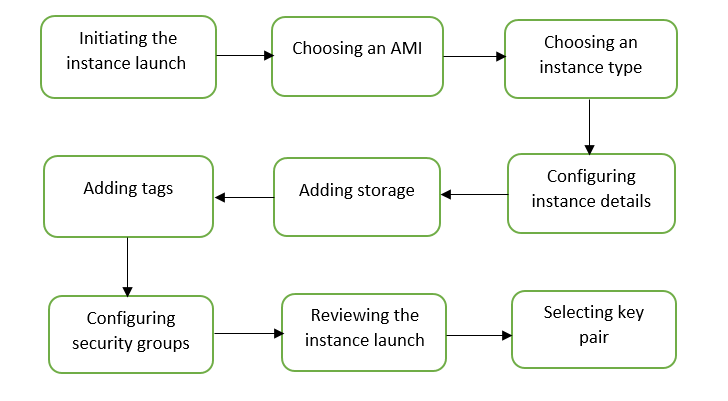 Initiating the
instance launch
Choosing an AMI
Choosing an
instance type
Configuring
instance details
Adding storage
Adding tags
Configuring
security groups
Reviewing the
instance launch
Selecting key
pair